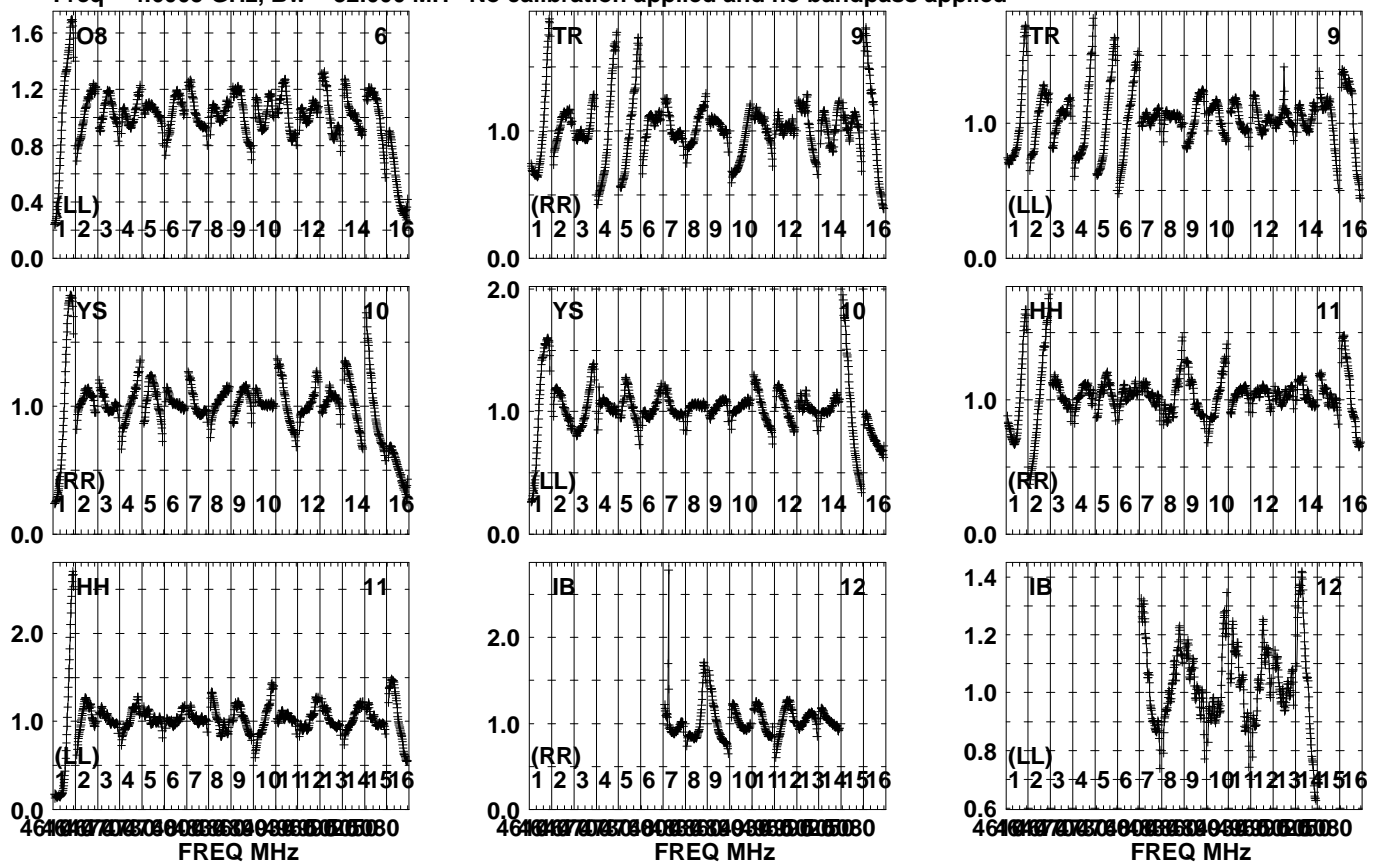 No calibration applied and no bandpass applied
1.6 O8 6
1.2
0.8
0.4 (LL)
1 2 3 4 5 6 7 8 9 10 12 14 16
0.0
TR 9
1.0
(RR)
1 2 3 4 5 6 7 8 9 10 12 14 16
0.0
TR 9
1.0
(LL)
1 2 3 4 5 6 7 8 9 10 12 14 16
0.0
YS 10
1.0
(RR)
1 2 3 4 5 6 7 8 9 10 12 14 16
0.0
2.0 YS 10
1.0
(LL)
1 2 3 4 5 6 7 8 9 10 12 14 16
0.0
HH 11
1.0
(RR)
1 2 3 4 5 6 7 8 9 10 12 14 16
0.0
HH 11
2.0
1.0
(LL)
1 2 3 4 5 6 7 8 9 10 11 12 13 14 15 16
0.0
FREQ MHz
IB 12
2.0
1.0
(RR)
1 2 3 4 5 6 7 8 9 10 11 12 13 14 15 16
0.0
FREQ MHz
1.4 IB 12
1.2
1.0
0.8
(LL)
1 2 3 4 5 6 7 8 9 10 11 12 13 14 15 16
0.6
FREQ MHz